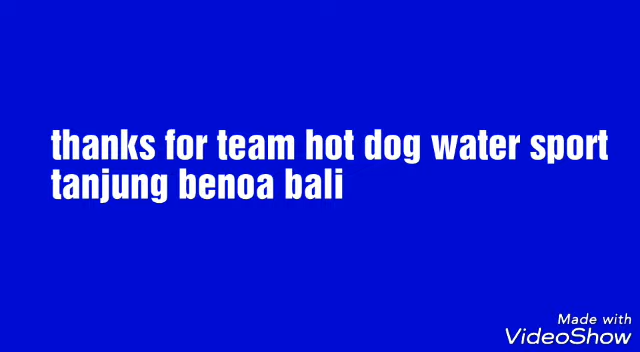 thanks for team hot dog water sport
tanjung benoa bali
Made with
VideoShow